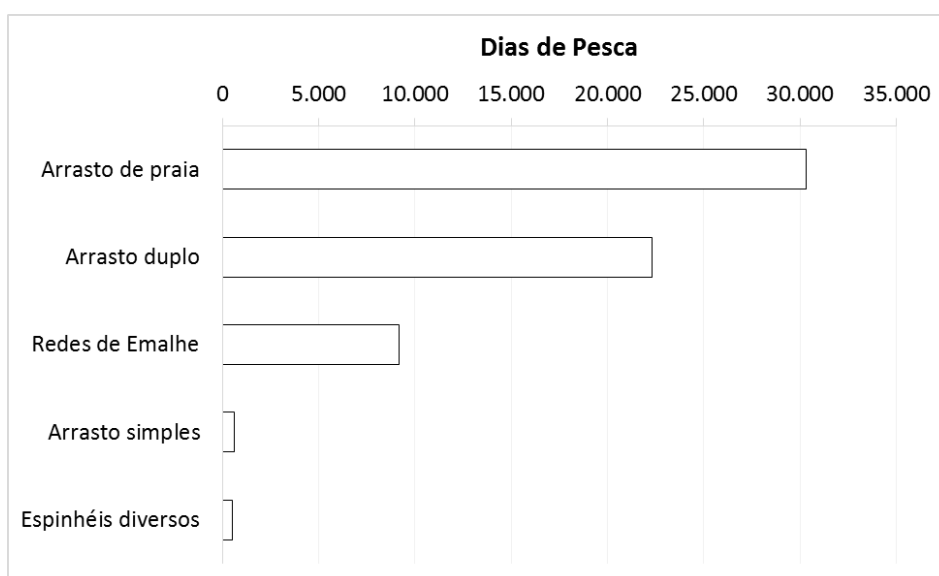 Dias de Pesca
0 5.000 10.000 15.000 20.000 25.000 30.000 35.000
Arrasto de praia
Arrasto duplo
Redes de Emalhe
Arrasto simples
Espinhéis diversos